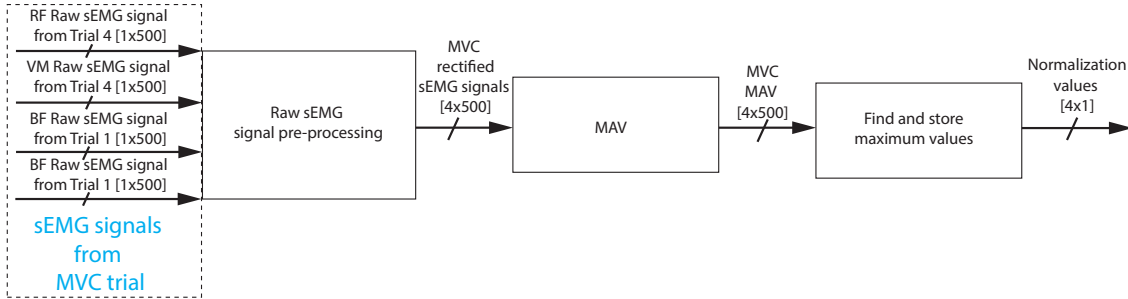 RF Raw sEMG signal
from Trial 4 [1x500]
VM Raw sEMG signal
from Trial 4 [1x500]
BF Raw sEMG signal
from Trial 1 [1x500]
BF Raw sEMG signal
from Trial 1 [1x500]
sEMG signals
from
MVC trial
Raw sEMG
signal pre-processing
MVC
rectified
sEMG signals
[4x500]
MAV
MVC
MAV
[4x500]
Find and store
maximum values
Normalization
values
[4x1]